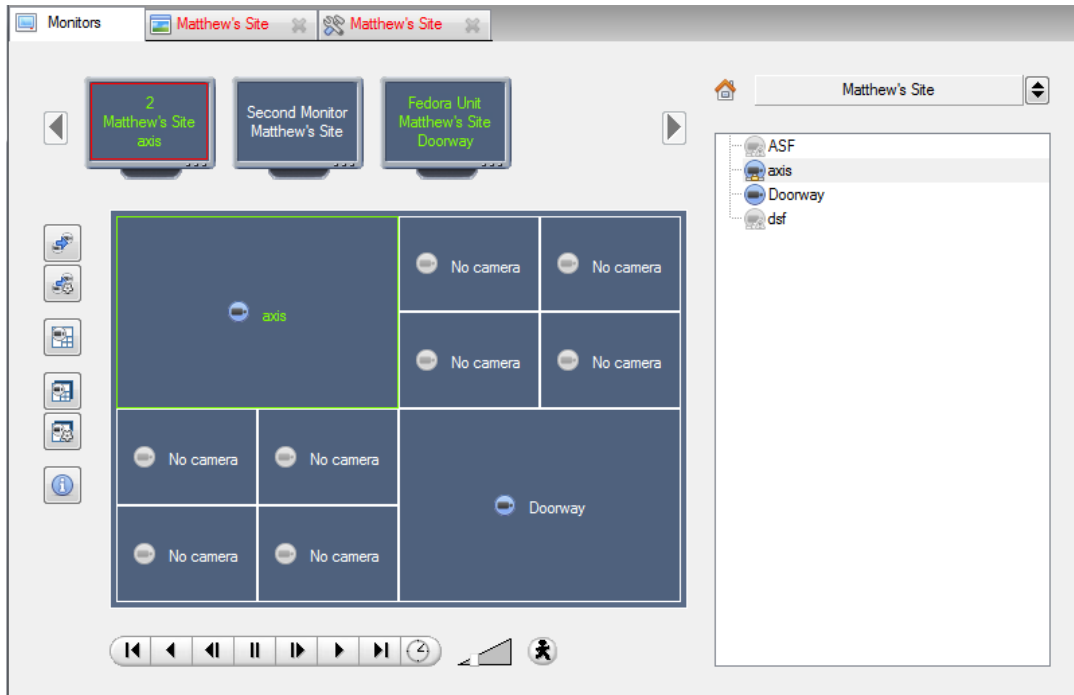 Monitors
Matthew's Site
Matthew's Site
2
Matthew's Site
axis
Second Monitor
Matthew's Site
Fedora Unit
Matthew's Site
Doorway
Matthew's Site
ASF
axis
Doorway
dsf
axis
No camera
No camera
No camera
No camera
No camera
No camera
No camera
No camera
Doorway